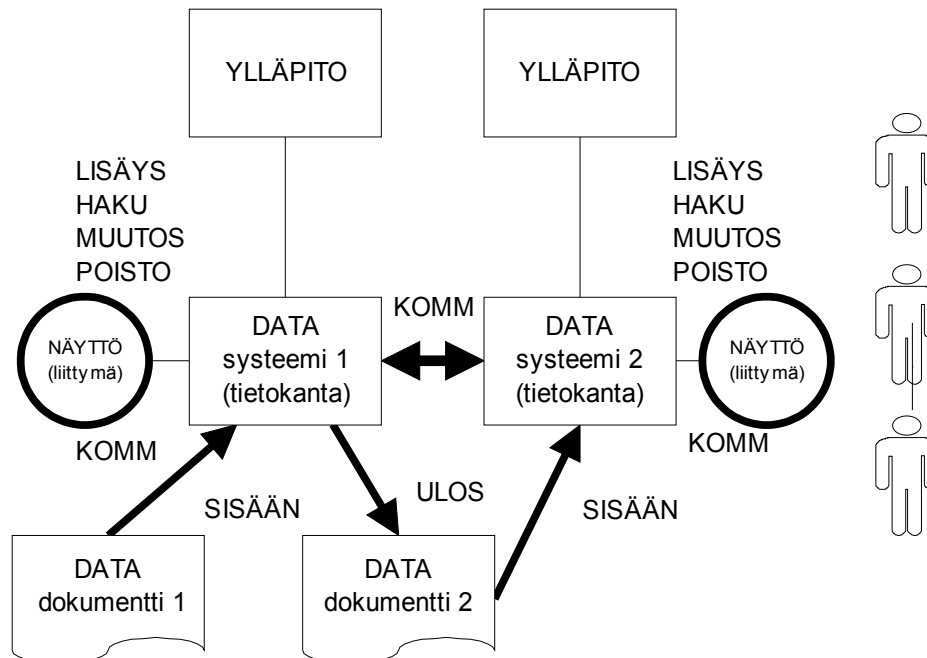 YLLÄPITO
YLLÄPITO
LISÄYS
HAKU
MUUTOS
POISTO
LISÄYS
HAKU
MUUTOS
POISTO
NÄYTTÖ
(liittymä)
DATA
systeemi 1
(tietokanta)
KOMM
DATA
systeemi 2
(tietokanta)
NÄYTTÖ
(liittymä)
KOMM
KOMM
SISÄÄN
ULOS
SISÄÄN
DATA
dokumentti 1
DATA
dokumentti 2